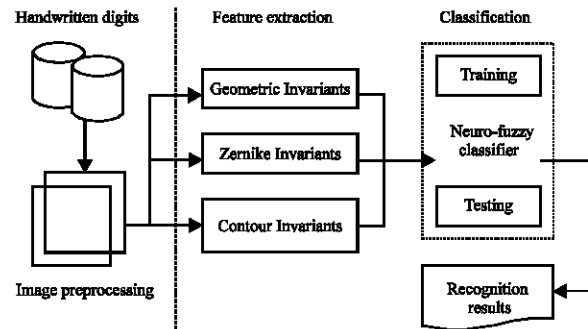 Handwritten digits
Feature extraction
Classification
Geometric Invariants
Training
Zernike Invariants
Neuro-fuzzy
classifier
Contour Invariants
Testing
Image preprocessing
Recognition
results